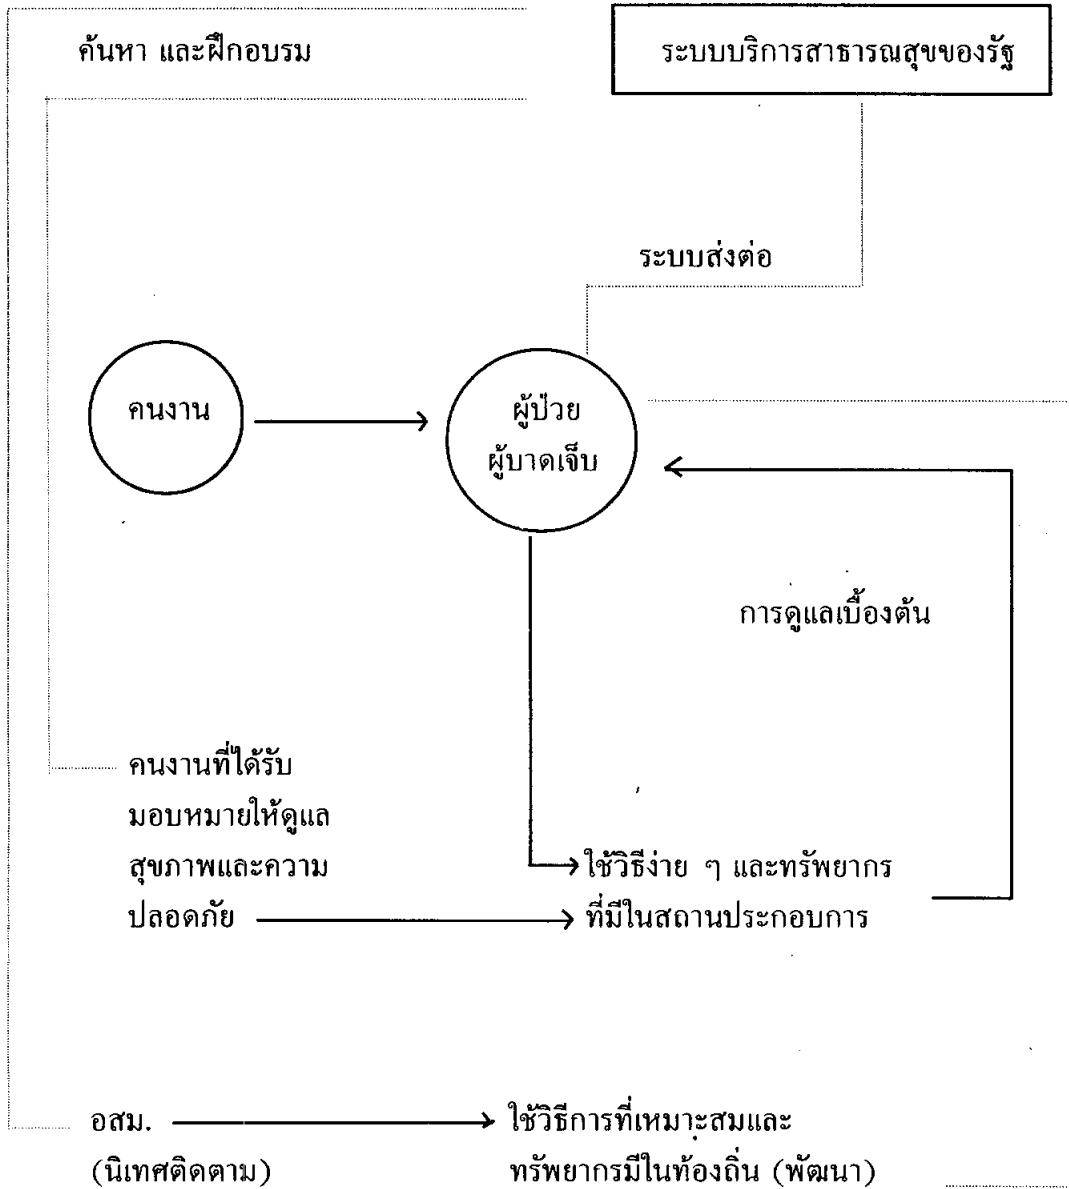 ค้นหา และฝึกอบรม
ระบบบริการสาธารณสุขของรัฐ
ระบบส่งต่อ
คนงาน
ผู้ป่วย
ผู้บาดเจ็บ
การดูแลเบื้องต้น
คนงานที่ได้รับ
มอบหมายให้ดูแล
สุขภาพและความ
ปลอดภัย
ใช้วิธีง่าย ๆ และทรัพยากร
ที่มีในสถานประกอบการ
อสม.
(นิเทศติดตาม)
ใช้วิธีการที่เหมาะสมและ
ทรัพยากรมีในท้องถิ่น (พัฒนา)